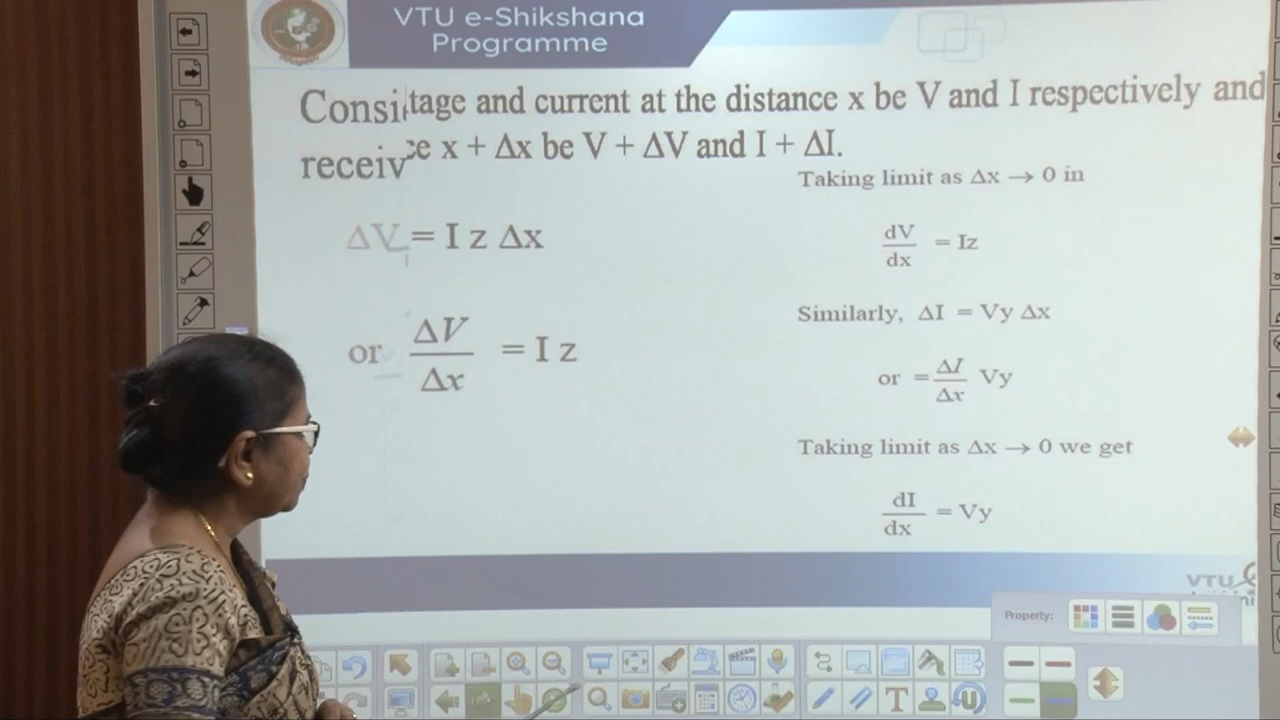 VTU e-Shikshana
Programme
Consi tage and current at the distance x be V and I respectively and
receiv ce x + Δx be V + ΔV and I + ΔI.
Taking limit as Δx → 0 in
ΔV = I z Δx
dV
dx = Iz
Similarly, ΔI = Vy Δx
or ΔV
Δx = I z
or = ΔI
Δx Vy
Taking limit as Δx → 0 we get
dI
dx = Vy
VTU
Property: